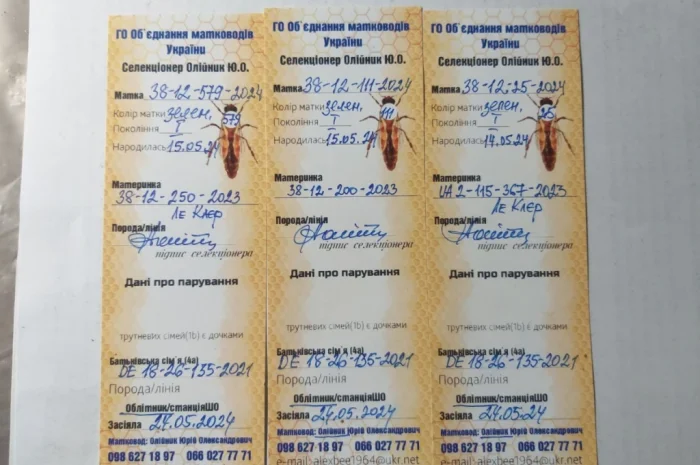 ГО Об`єднання матководів
України
Селекціонер Олійник Ю.О.
Матка 38-12-579-2024
Колір матки зелен,
579
Покоління I
Народилась 15.05.24
Материнка
38-12-250-2023
Ле Клер
Порода/лінія
підпис селекціонера
Дані про парування
трутневих сімей(1b) є дочками
Батьківська сім`я (4а)
DE 18-26-135-2021
Порода/лінія
Облітник/станціяШО
Засіяла 24.05.2024
Матковод: Олійник Юрій Олександрович
098 627 18 97 066 027 77 71
ГО Об`єднання матководів
України
Селекціонер Олійник Ю.О.
Матка 38-12-111-2024
Колір матки зелен,
111
Покоління I
Народилась 15.05.24
Материнка
38-12-200-2023
Порода/лінія
підпис селекціонера
Дані про парування
трутневих сімей(1b) є дочками
Батьківська сім`я (4а)
DE 18-26-135-2021
Порода/лінія
Облітник/станціяШО
Засіяла 24.05.2024
Матковод: Олійник Юрій Олександрович
098 627 18 97 066 027 77 71
e-mail:alexbee1964@ukr.net
ГО Об`єднання матководів
України
Селекціонер Олійник Ю.О.
Матка 38-12-25-2024
Колір матки зелен,
25
Покоління I
Народилась 14.05.24
Материнка
UA 2-115-367-2023
Ле Клер
Порода/лінія
підпис селекціонера
Дані про парування
трутневих сімей(1b) є дочками
Батьківська сім`я (4а)
DE 18-26-135-2021
Порода/лінія
Облітник/станціяШО
Засіяла 24.05.24
Матковод: Олійник Юрій Олександрович
098 627 18 97 066 027 77 71
e-mail:alexbee1964@ukr.net